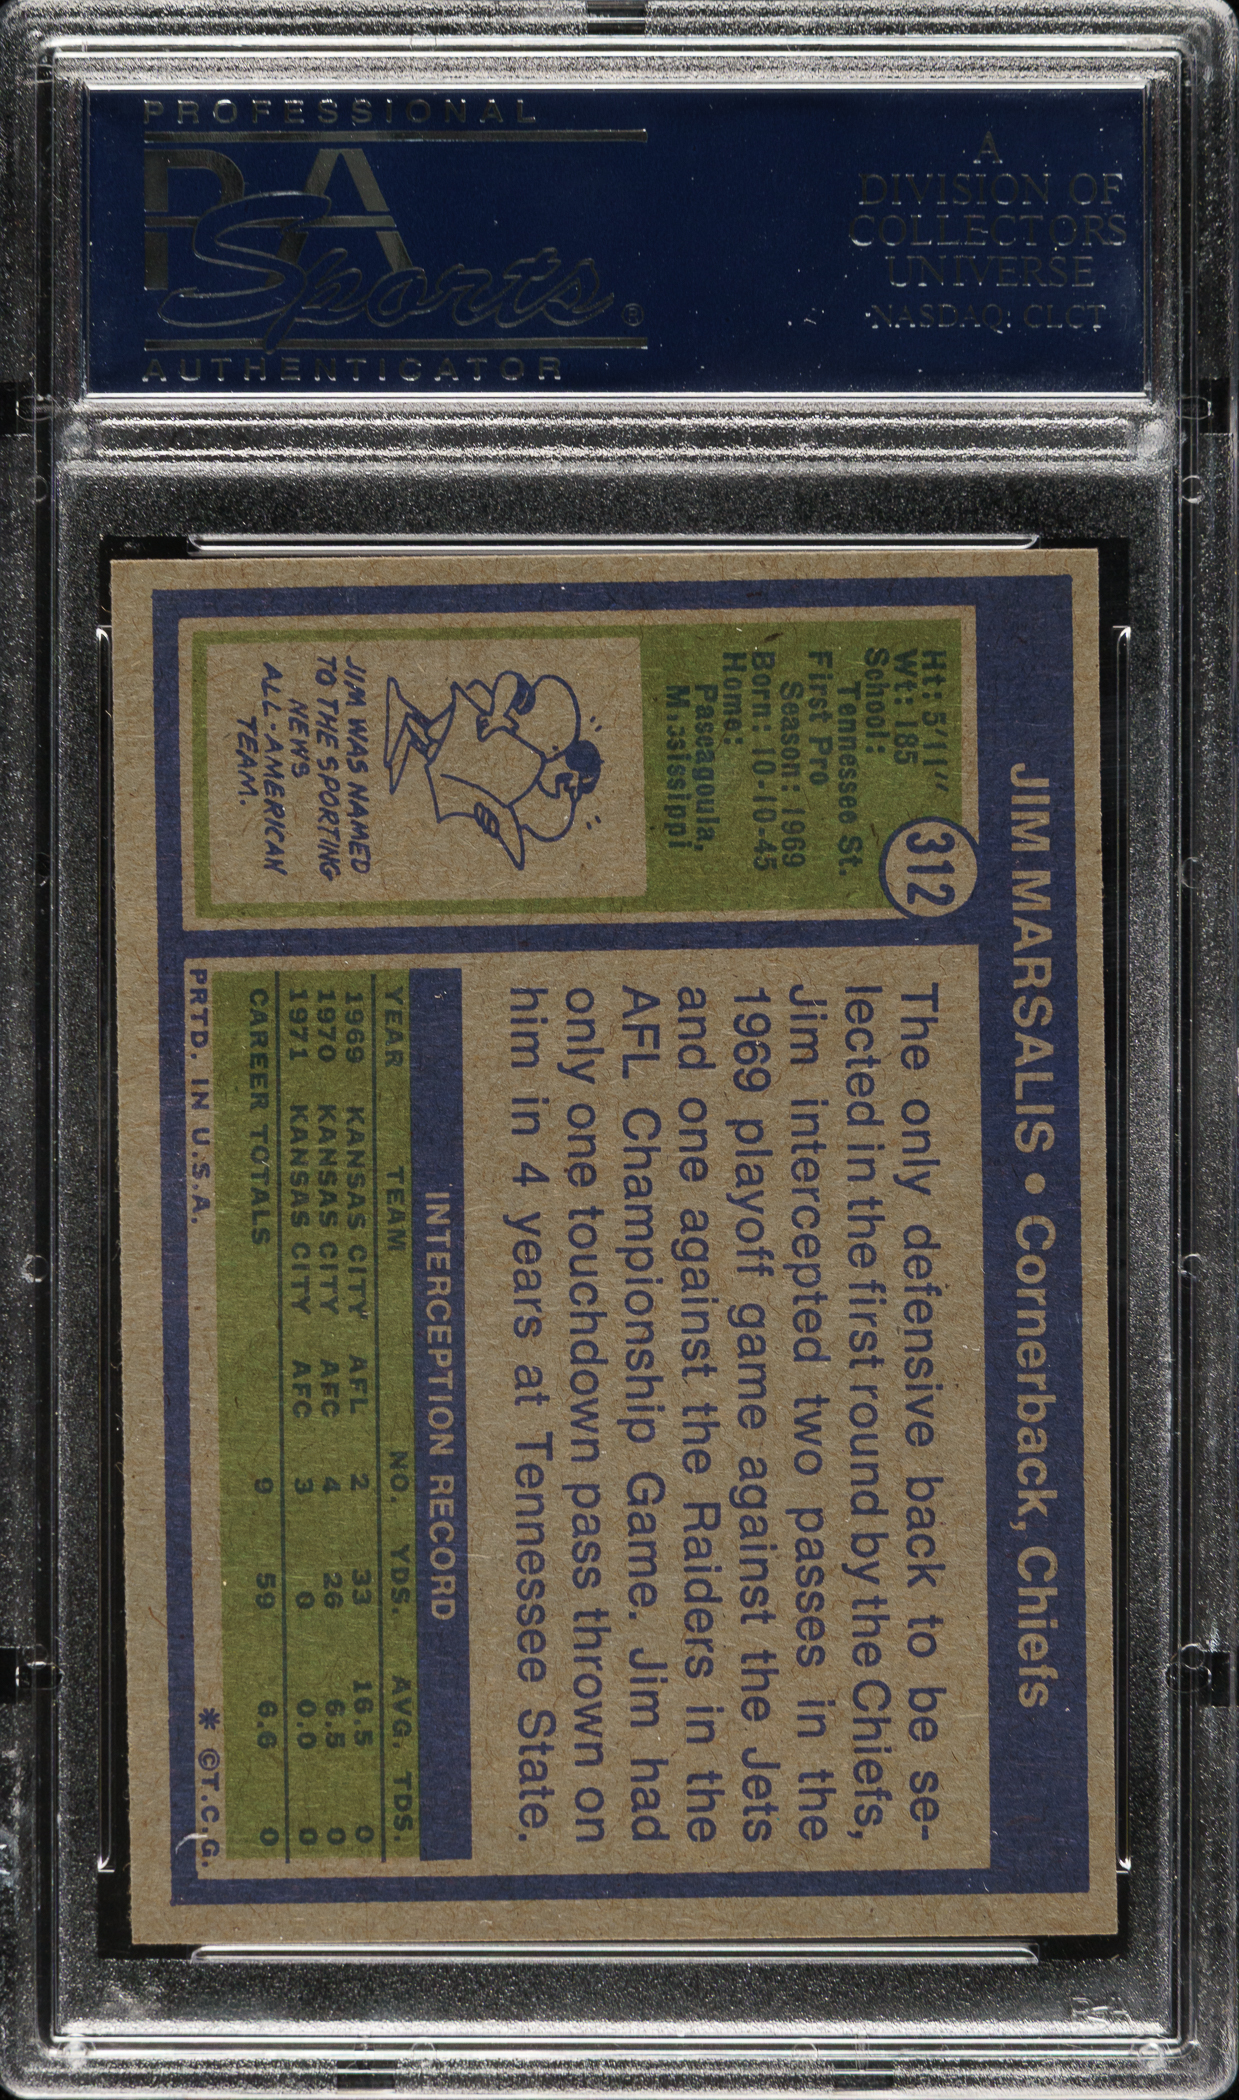 PROFESSIONAL
PSA
Sports®
AUTHENTICATOR
A
DIVISION OF
COLLECTORS
UNIVERSE
NASDAQ: CLCT
JIM MARSALIS • Cornerback, Chiefs
312
Ht: 5'11"
Wt: 185
School:
Tennessee St.
First Pro
Season: 1969
Born: 10-10-45
Home:
Pascagoula,
Mississippi
JIM WAS NAMED
TO THE SPORTING
NEWS
ALL-AMERICAN
TEAM.
The only defensive back to be se-
lected in the first round by the Chiefs,
Jim intercepted two passes in the
1969 playoff game against the Jets
and one against the Raiders in the
AFL Championship Game. Jim had
only one touchdown pass thrown on
him in 4 years at Tennessee State.
INTERCEPTION RECORD
YEAR TEAM NO. YDS. AVG. TDS.
1969 KANSAS CITY AFL 2 33 16.5 0
1970 KANSAS CITY AFC 4 26 6.5 0
1971 KANSAS CITY AFC 3 0 0.0 0
CAREER TOTALS 9 59 6.6 0
PRTD. IN U.S.A. * ©T.C.G.
PSA